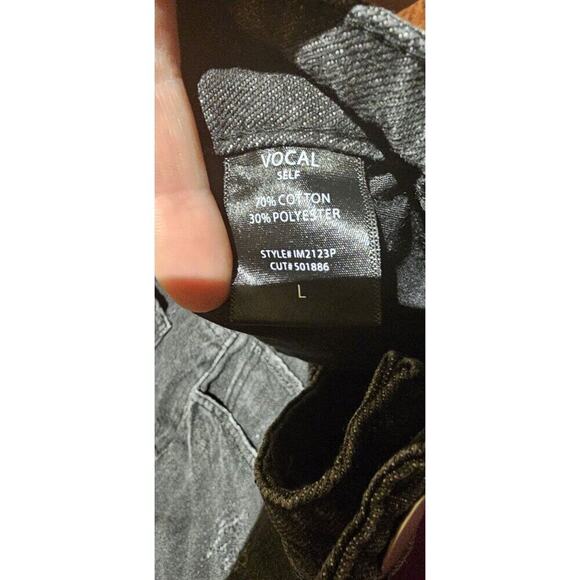 VOCAL
SELF
70% COTTON
30% POLYESTER
STYLE# IM2123P
CUT# 501886
L